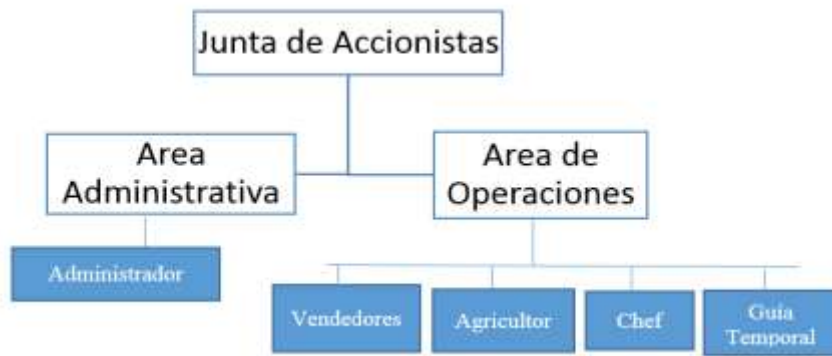 Junta de Accionistas
Area
Administrativa
Area de
Operaciones
Administrador
Vendedores
Agricultor
Chef
Guía
Temporal